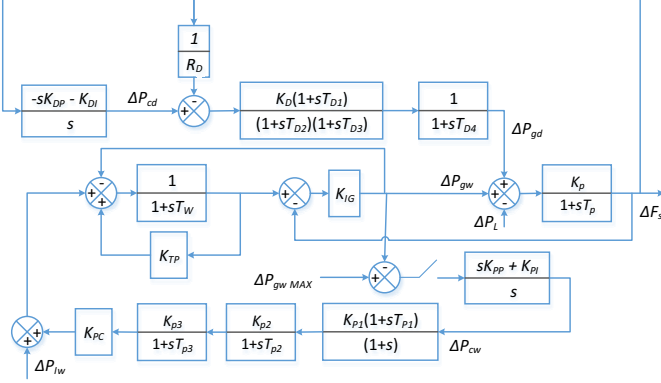 1
R_D
-sK_DP - K_DI
s
ΔP_cd
-
+
K_D(1+sT_D1)
(1+sT_D2)(1+sT_D3)
1
1+sT_D4
ΔP_gd
-
+
+
1
1+sT_W
K_TP
+
-
K_IG
ΔP_gw
+
+
-
ΔP_L
K_p
1+sT_p
ΔF_s
ΔP_gw MAX
-
+
sK_PP + K_PI
s
+
+
K_PC
K_p3
1+sT_p3
K_p2
1+sT_p2
K_P1(1+sT_P1)
(1+s)
ΔP_cw
ΔP_Iw